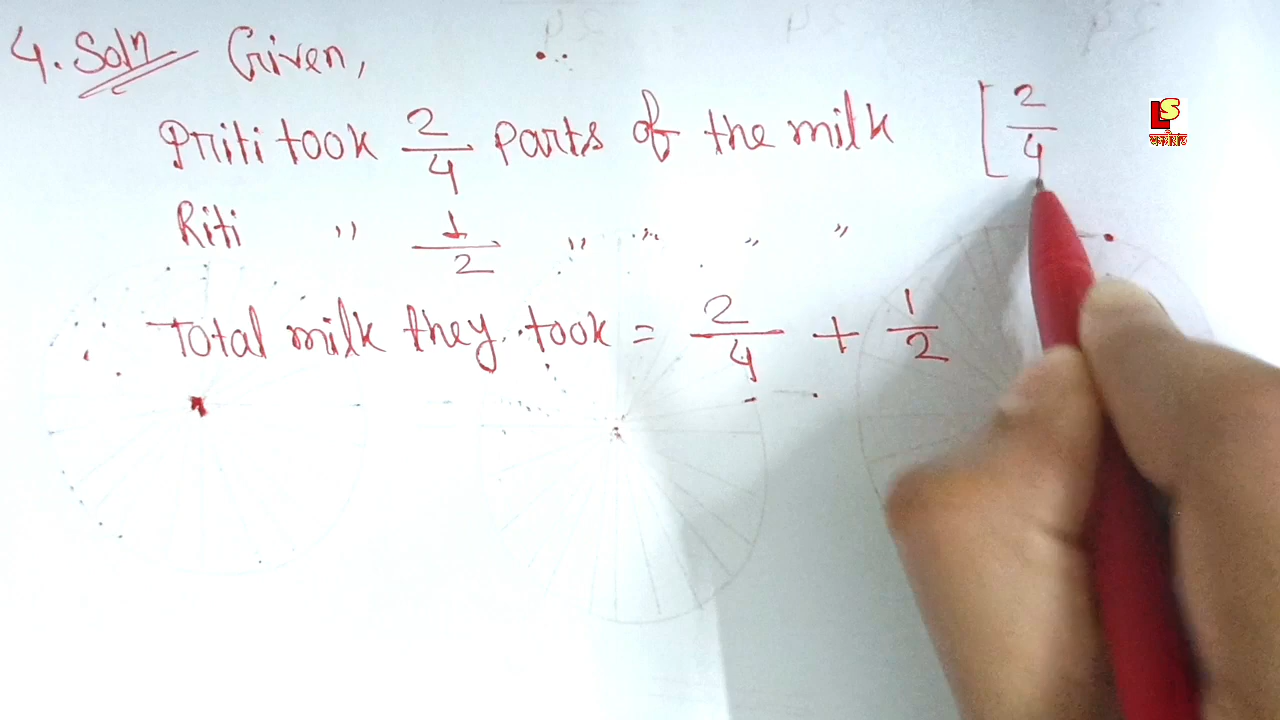 4. Soln Given,
Priti took 2/4 parts of the milk [2/4
Riti " 1/2 " " " "
Total milk they took = 2/4 + 1/2
LS